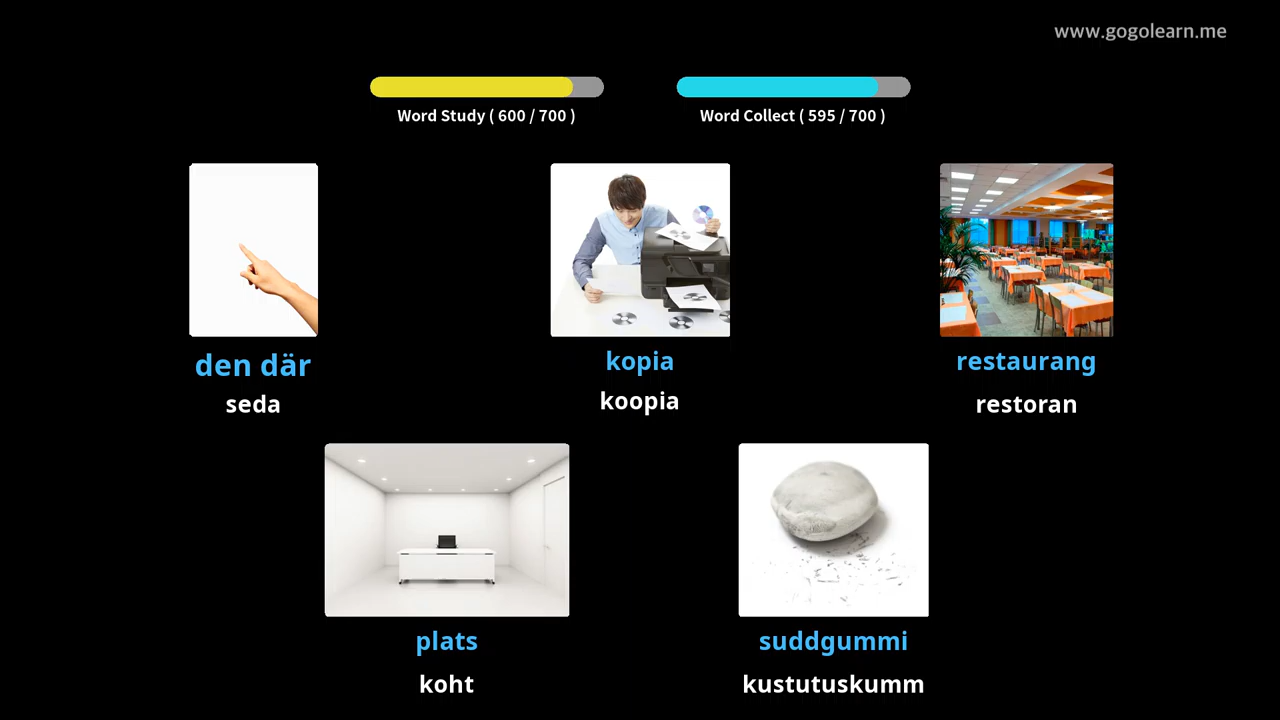 www.gogolearn.me
Word Study ( 600 / 700 )
Word Collect ( 595 / 700 )
den där
seda
kopia
koopia
restaurang
restoran
plats
koht
suddgummi
kustutuskumm